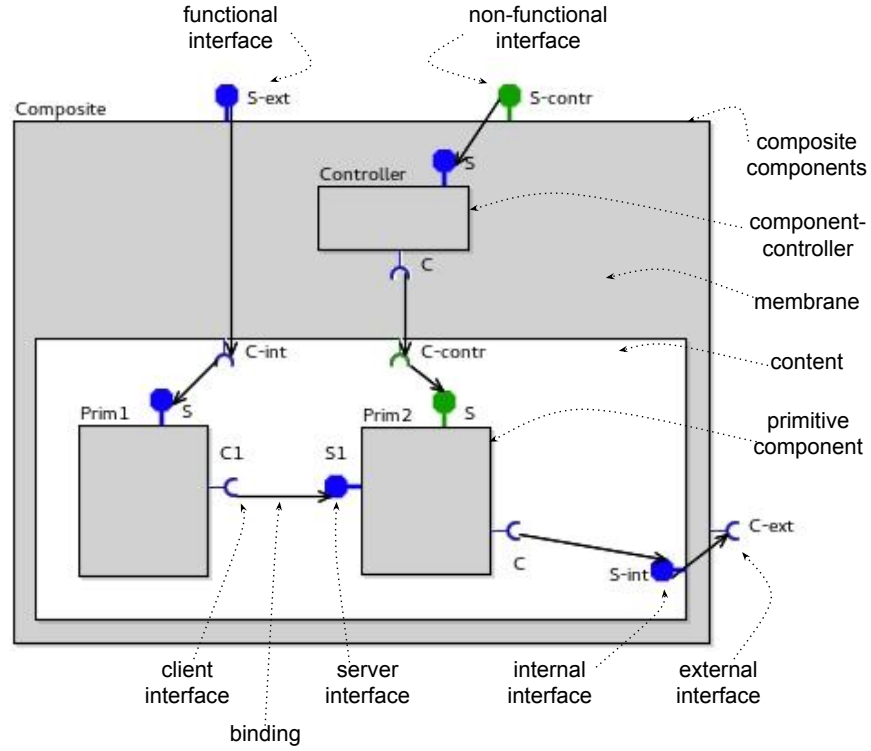 functional
interface
non-functional
interface
S-ext
S-contr
Composite
composite
components
S
Controller
component-
controller
C
membrane
C-int
C-contr
content
S
S
Prim1
Prim2
primitive
component
C1
S1
C-ext
C
S-int
client
interface
server
interface
internal
interface
external
interface
binding